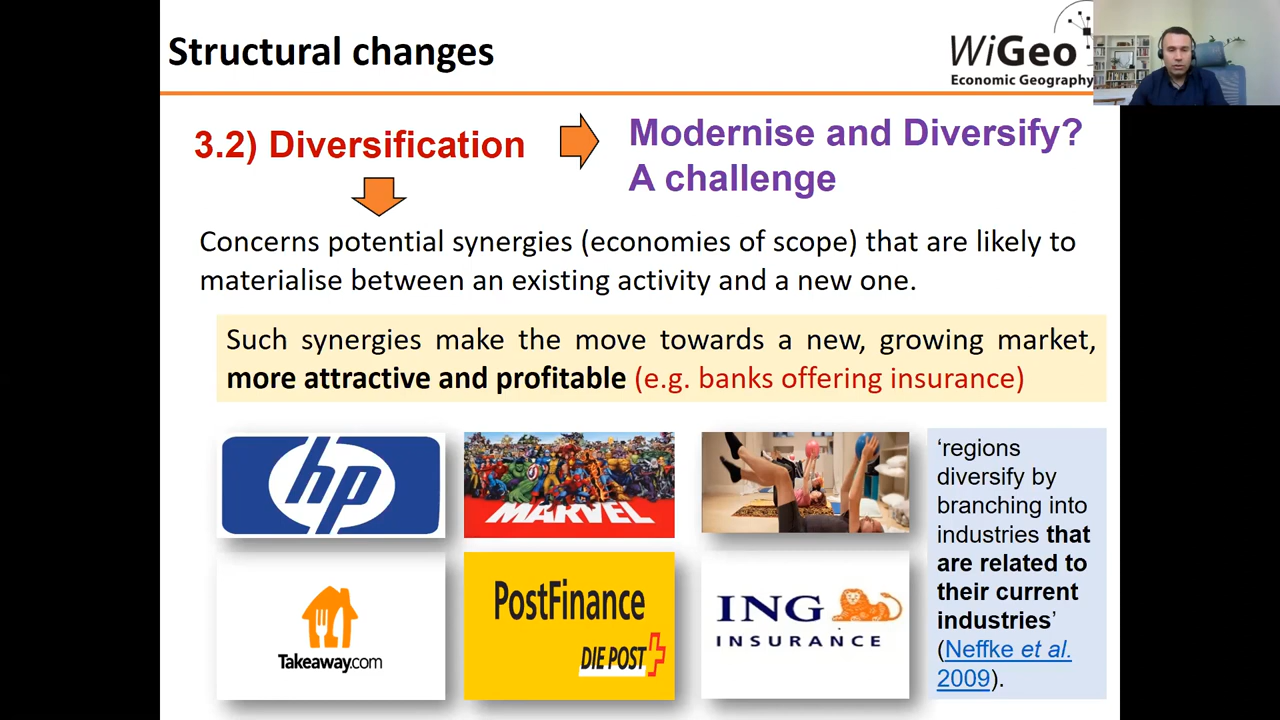 Structural changes
WiGeo
Economic Geography
3.2) Diversification
Modernise and Diversify?
A challenge
Concerns potential synergies (economies of scope) that are likely to
materialise between an existing activity and a new one.
Such synergies make the move towards a new, growing market,
more attractive and profitable (e.g. banks offering insurance)
hp
MARVEL
Takeaway.com
PostFinance
DIE POST
ING
INSURANCE
‘regions
diversify by
branching into
industries that
are related to
their current
industries’
(Neffke et al.
2009).